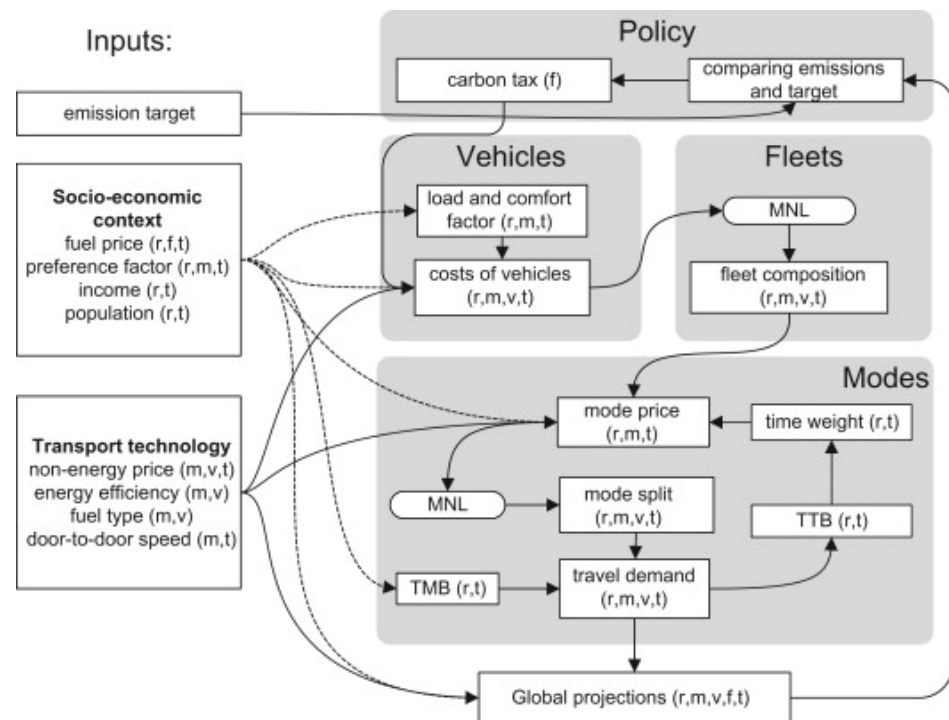 Inputs:
Policy
carbon tax (f)
comparing emissions
and target
emission target
Vehicles
Fleets
Socio-economic
context
fuel price (r,f,t)
preference factor (r,m,t)
income (r,t)
population (r,t)
load and comfort
factor (r,m,t)
costs of vehicles
(r,m,v,t)
MNL
fleet composition
(r,m,v,t)
Modes
Transport technology
non-energy price (m,v,t)
energy efficiency (m,v)
fuel type (m,v)
door-to-door speed (m,t)
mode price
(r,m,t)
time weight (r,t)
MNL
mode split
(r,m,v,t)
TTB (r,t)
TMB (r,t)
travel demand
(r,m,v,t)
Global projections (r,m,v,f,t)